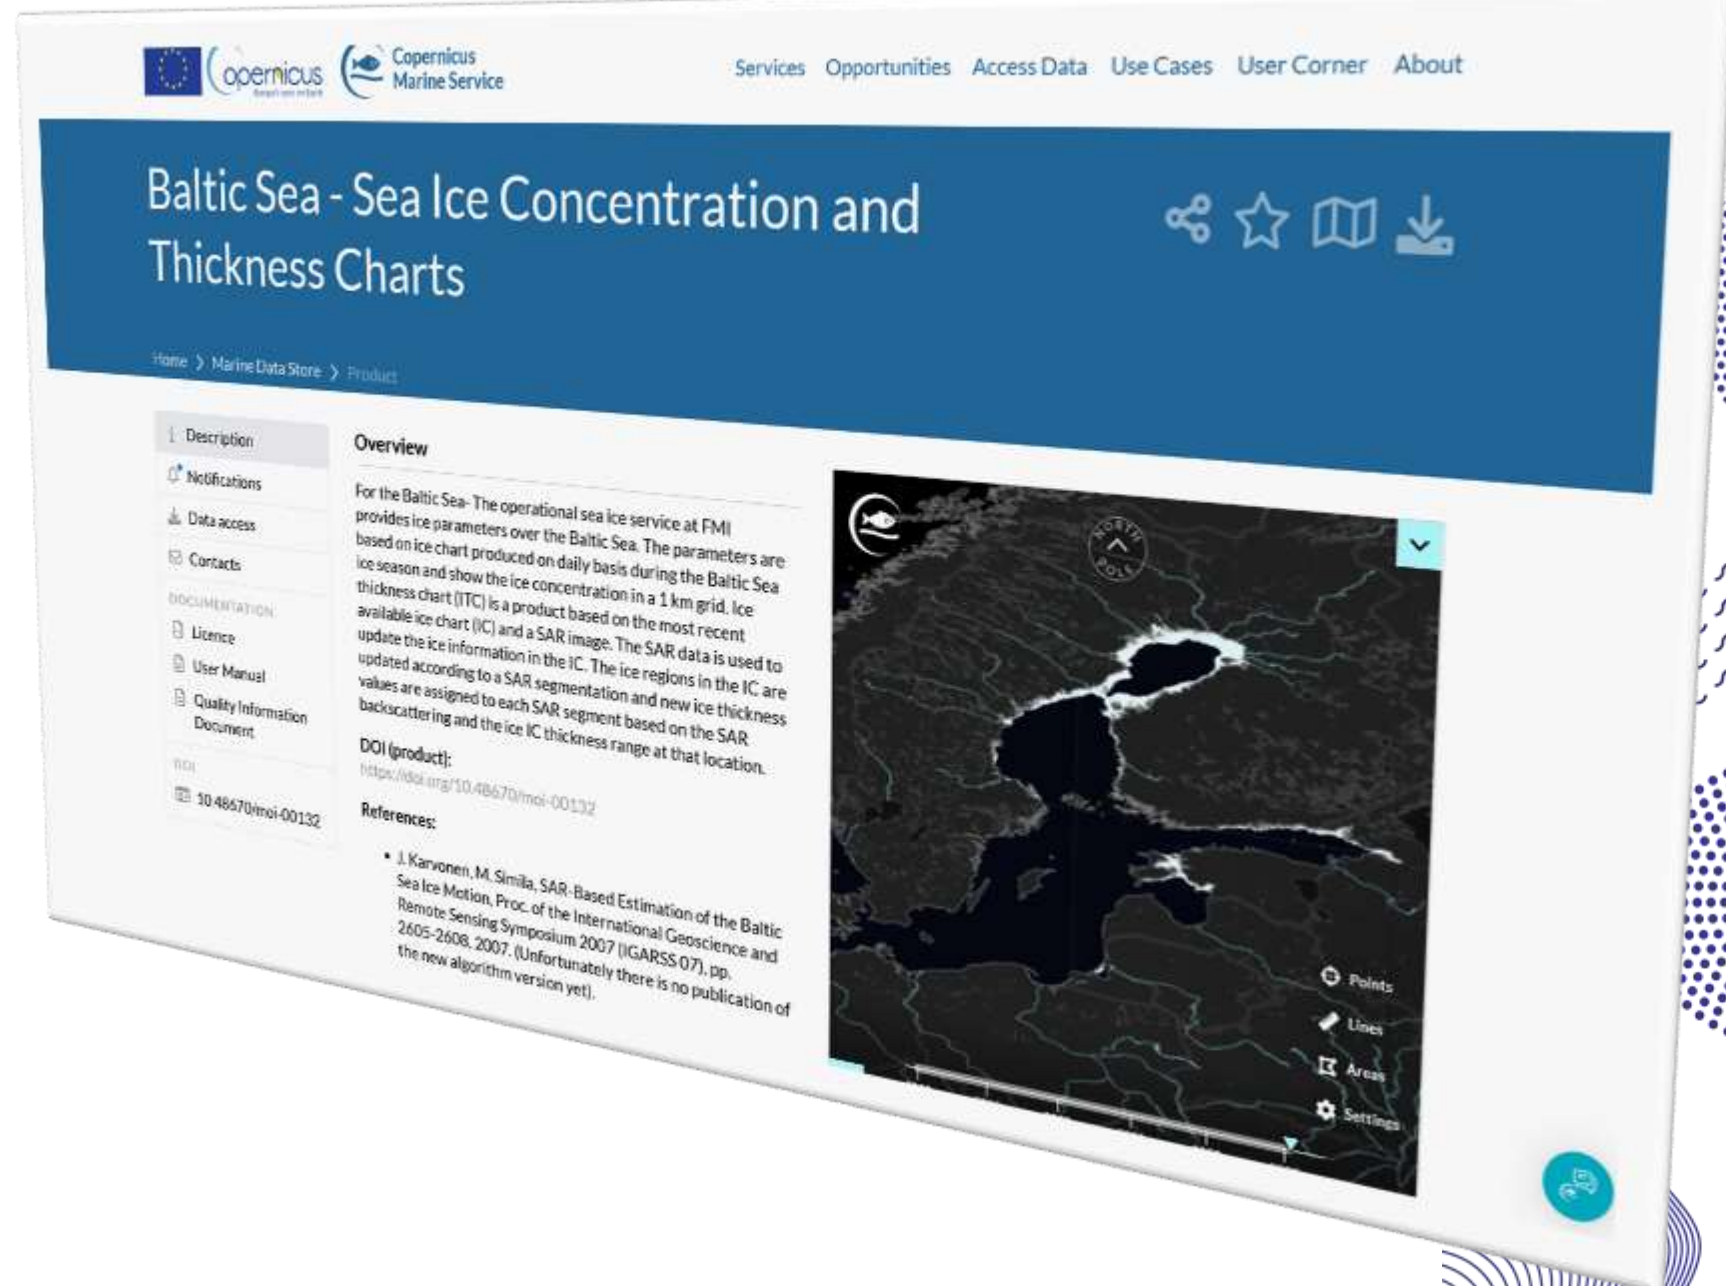 Copernicus
Copernicus
Marine Service
Services Opportunities Access Data Use Cases User Corner About
Baltic Sea - Sea Ice Concentration and
Thickness Charts
Home > Marine Data Store > Product
Description
Notifications
Data access
Contacts
DOCUMENTATION
Licence
User Manual
Quality Information
Document
DOI
10.48670/moi-00132
Overview
For the Baltic Sea- The operational sea ice service at FMI
provides ice parameters over the Baltic Sea. The parameters are
based on ice chart produced on daily basis during the Baltic Sea
ice season and show the ice concentration in a 1 km grid. Ice
thickness chart (ITC) is a product based on the most recent
available ice chart (IC) and a SAR image. The SAR data is used to
update the ice information in the IC. The ice regions in the IC are
updated according to a SAR segmentation and new ice thickness
values are assigned to each SAR segment based on the SAR
backscattering and the ice IC thickness range at that location.
DOI (product):
https://doi.org/10.48670/moi-00132
References:
• J. Karvonen, M. Simila, SAR-Based Estimation of the Baltic
Sea Ice Motion, Proc. of the International Geoscience and
Remote Sensing Symposium 2007 (IGARSS 07), pp.
2605-2608, 2007. (Unfortunately there is no publication of
the new algorithm version yet).
NORTH
POLE
Points
Lines
Areas
Settings